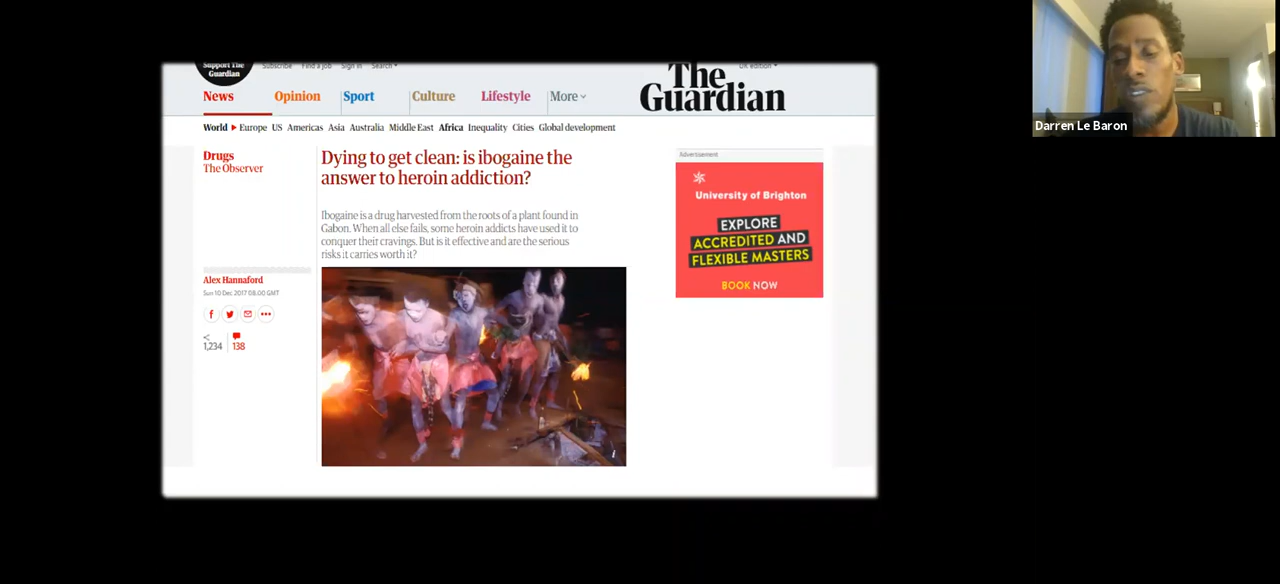 Support The
Guardian
Subscribe Find a job Sign in Search
UK edition
The
Guardian
News Opinion Sport Culture Lifestyle More
World Europe US Americas Asia Australia Middle East Africa Inequality Cities Global development
Drugs
The Observer
Dying to get clean: is ibogaine the
answer to heroin addiction?
Ibogaine is a drug harvested from the roots of a plant found in
Gabon. When all else fails, some heroin addicts have used it to
conquer their cravings. But is it effective and are the serious
risks it carries worth it?
Alex Hannaford
Sun 10 Dec 2017 08.00 GMT
1,234 138
Advertisement
University of Brighton
EXPLORE
ACCREDITED AND
FLEXIBLE MASTERS
BOOK NOW
Darren Le Baron